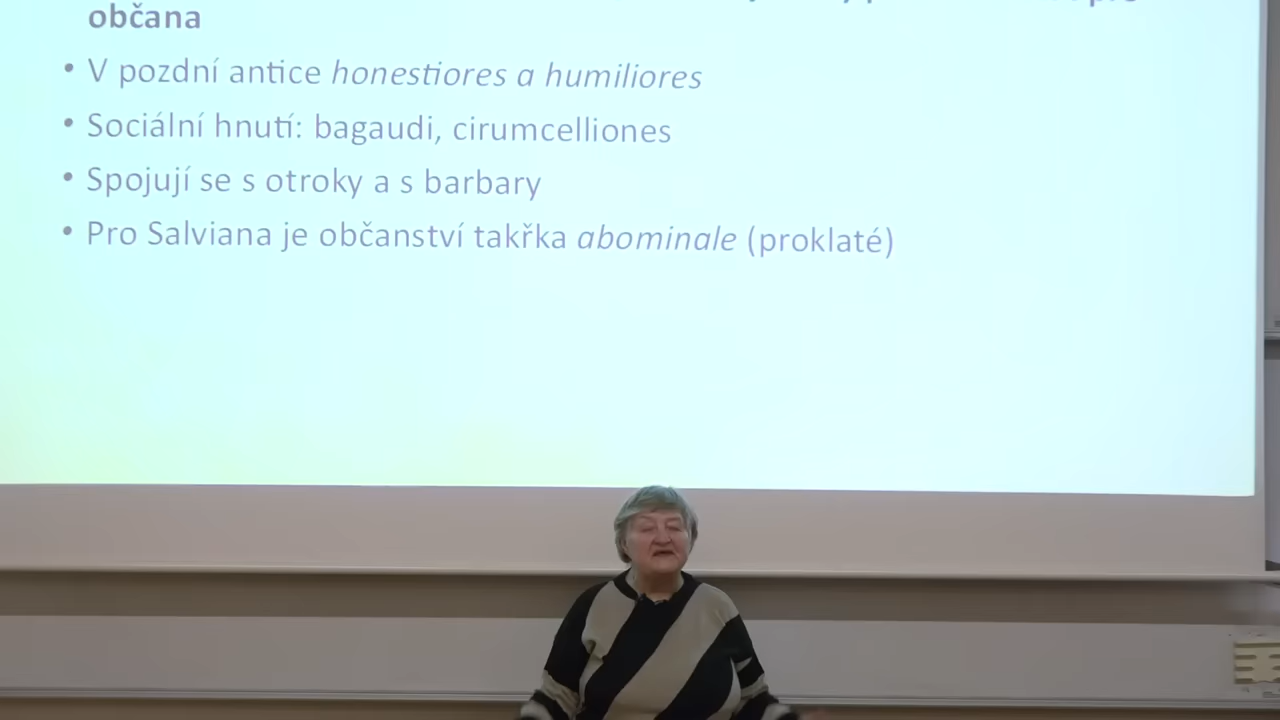 občana
• V pozdní antice honestiores a humiliores
• Sociální hnutí: bagaudi, cirumcelliones
• Spojují se s otroky a s barbary
• Pro Salviana je občanství takřka abominale (proklaté)